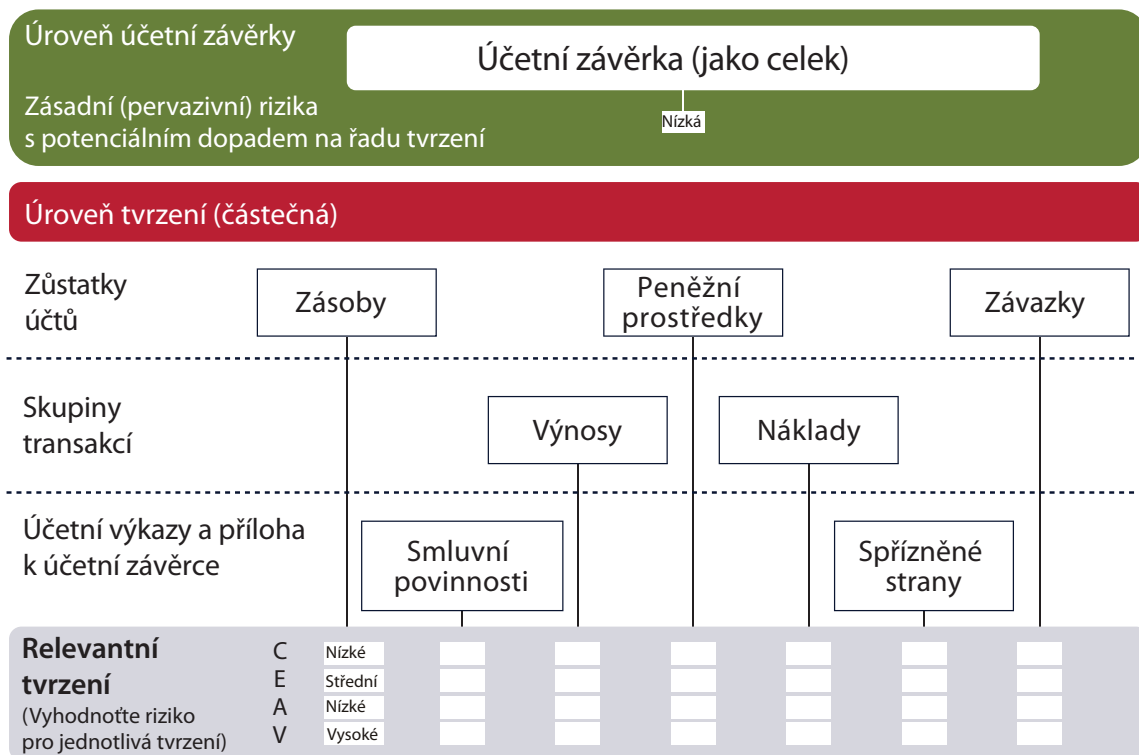 Úroveň účetní závěrky
Účetní závěrka (jako celek)
Zásadní (pervazivní) rizika
s potenciálním dopadem na řadu tvrzení
Nízká
Úroveň tvrzení (částečná)
Zůstatky
účtů
Zásoby
Peněžní
prostředky
Závazky
Skupiny
transakcí
Výnosy
Náklady
Účetní výkazy a příloha
k účetní závěrce
Smluvní
povinnosti
Spřízněné
strany
Relevantní
tvrzení
(Vyhodnoťte riziko
pro jednotlivá tvrzení)
C Nízké
E Střední
A Nízké
V Vysoké